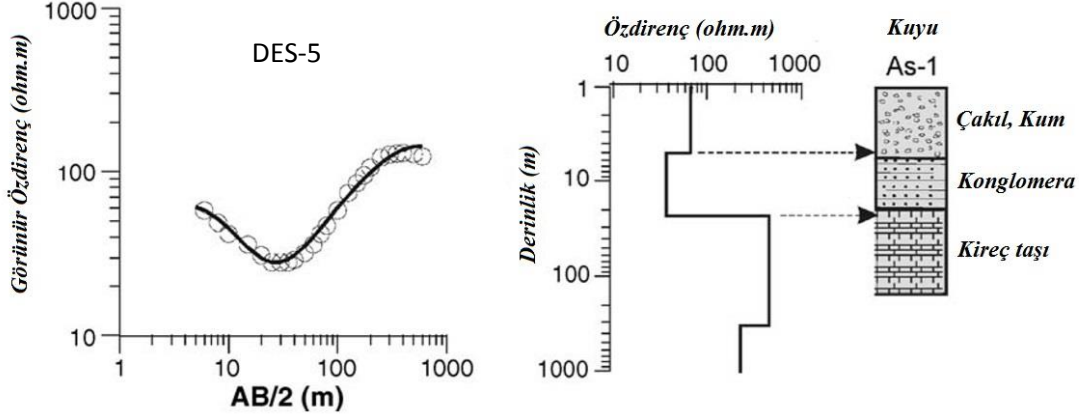 Görünür Özdirenç (ohm.m)
1000
100
10
DES-5
1 10 100 1000
AB/2 (m)
Özdirenç (ohm.m)
10 100 1000
Derinlik (m)
1
10
100
1000
Kuyu
As-1
Çakıl, Kum
Konglomera
Kireç taşı